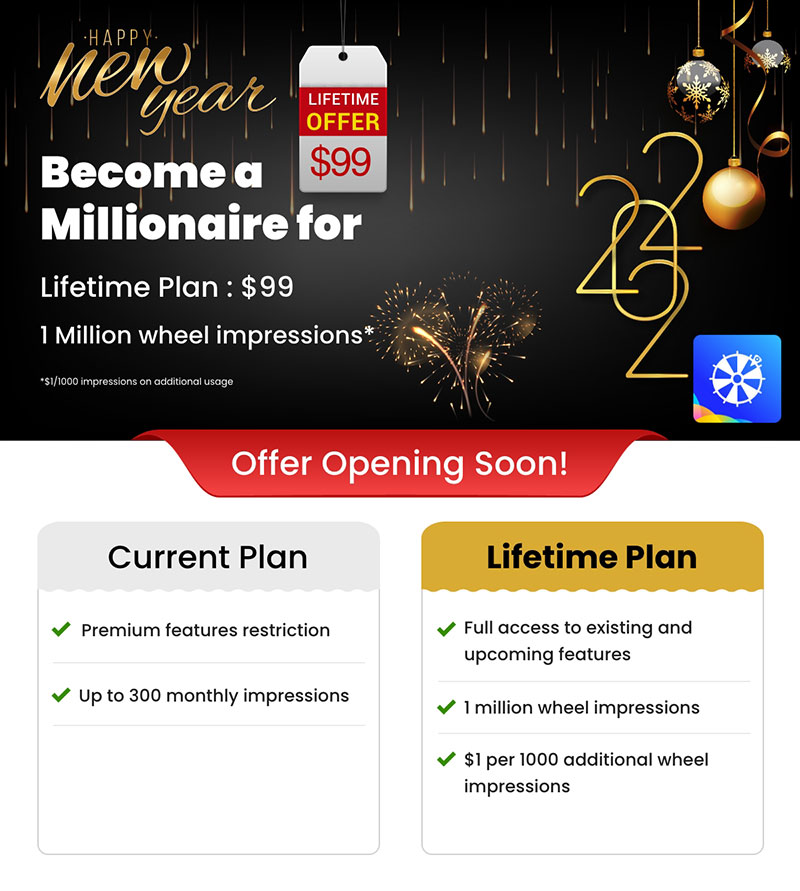 HAPPY
New
year
LIFETIME
OFFER
$99
Become a
Millionaire for
Lifetime Plan : $99
1 Million wheel impressions*
*$1/1000 impressions on additional usage
2022
Offer Opening Soon!
Current Plan
Premium features restriction
Up to 300 monthly impressions
Lifetime Plan
Full access to existing and
upcoming features
1 million wheel impressions
$1 per 1000 additional wheel
impressions